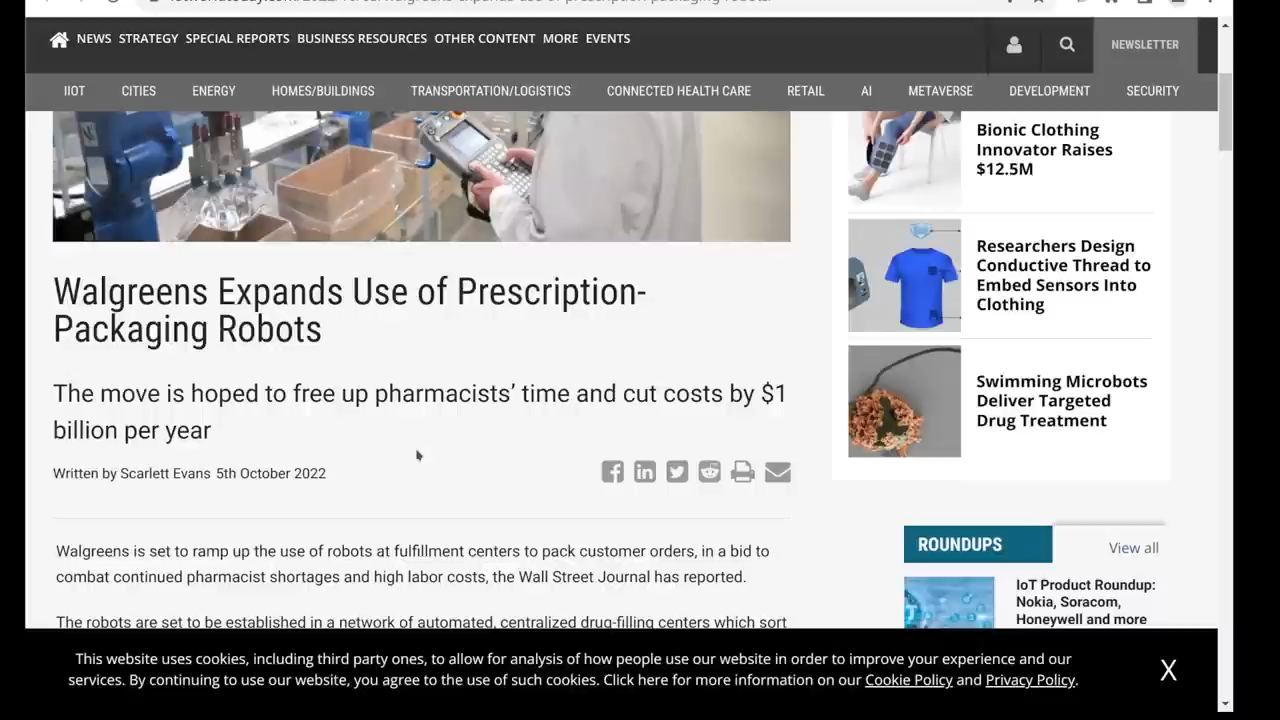 NEWS STRATEGY SPECIAL REPORTS BUSINESS RESOURCES OTHER CONTENT MORE EVENTS
NEWSLETTER
IIOT CITIES ENERGY HOMES/BUILDINGS TRANSPORTATION/LOGISTICS CONNECTED HEALTH CARE RETAIL AI METAVERSE DEVELOPMENT SECURITY
Walgreens Expands Use of Prescription-
Packaging Robots
The move is hoped to free up pharmacists’ time and cut costs by $1
billion per year
Written by Scarlett Evans 5th October 2022
Walgreens is set to ramp up the use of robots at fulfillment centers to pack customer orders, in a bid to
combat continued pharmacist shortages and high labor costs, the Wall Street Journal has reported.
The robots are set to be established in a network of automated, centralized drug-filling centers which sort
Bionic Clothing
Innovator Raises
$12.5M
Researchers Design
Conductive Thread to
Embed Sensors Into
Clothing
Swimming Microbots
Deliver Targeted
Drug Treatment
ROUNDUPS
View all
IoT Product Roundup:
Nokia, Soracom,
Honeywell and more
This website uses cookies, including third party ones, to allow for analysis of how people use our website in order to improve your experience and our
services. By continuing to use our website, you agree to the use of such cookies. Click here for more information on our Cookie Policy and Privacy Policy.
X